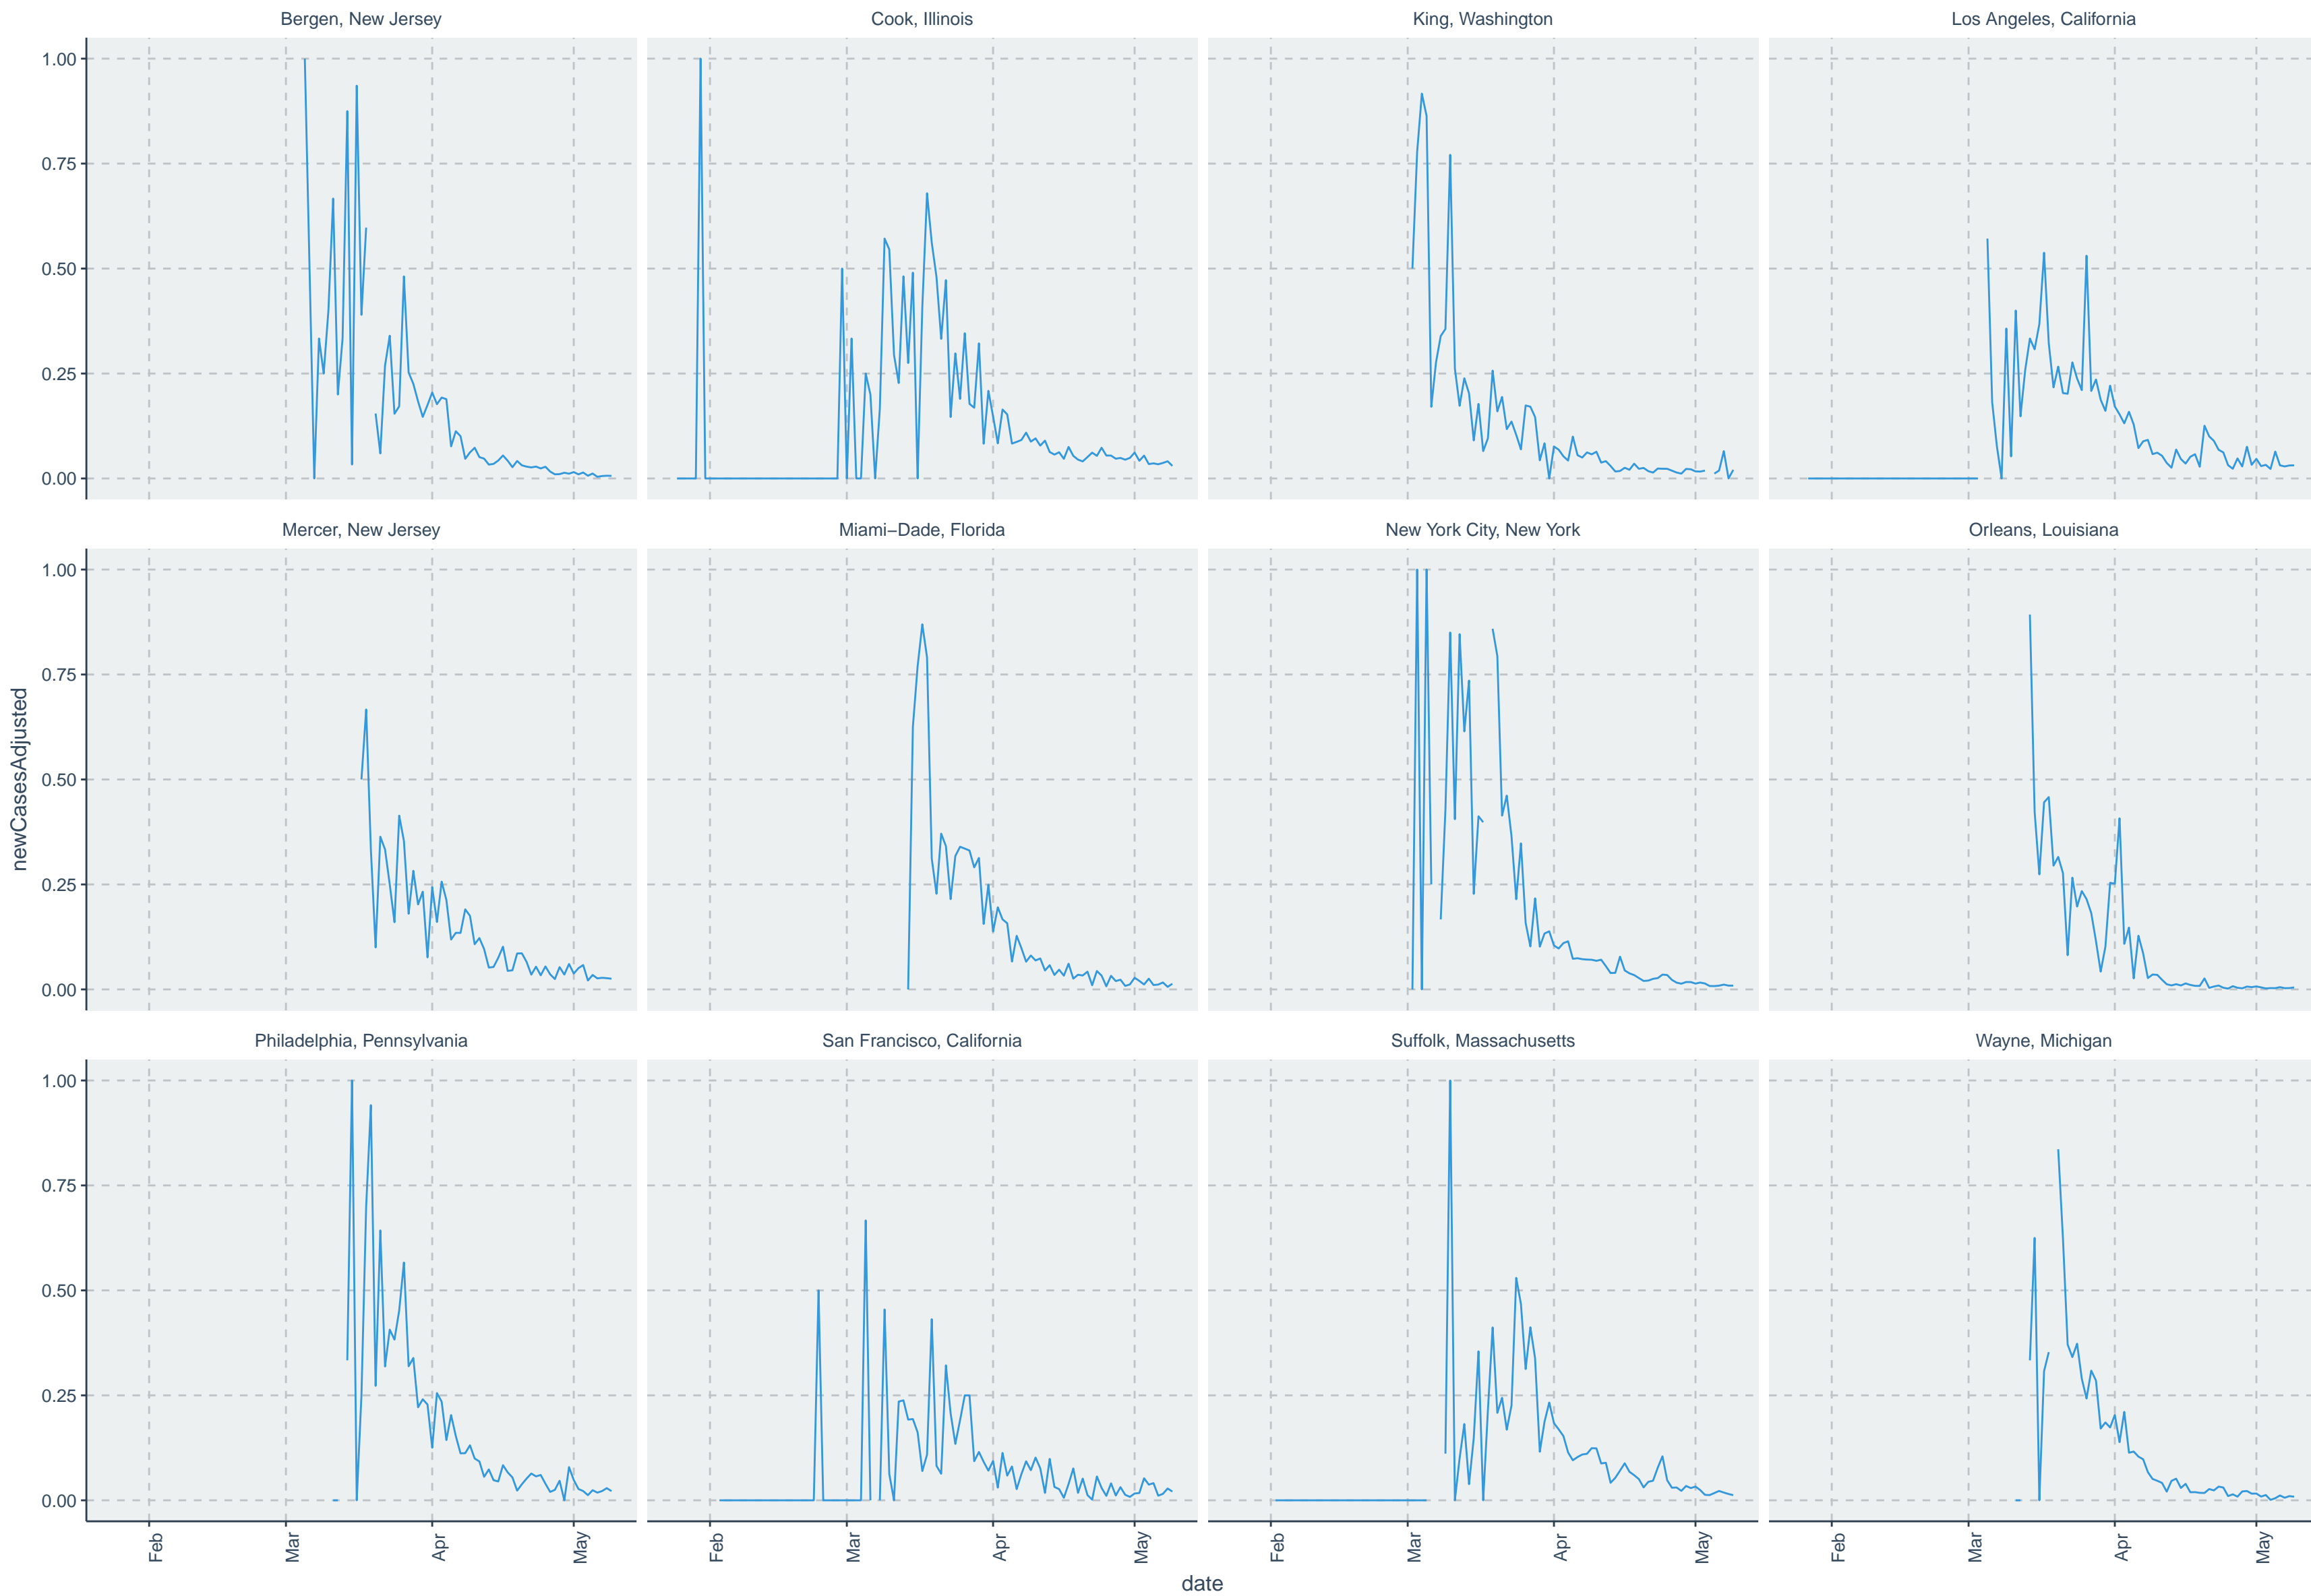 Bergen, New Jersey
Cook, Illinois
King, Washington
Los Angeles, California
1.00
0.75
0.50
0.25
0.00
Mercer, New Jersey
Miami−Dade, Florida
New York City, New York
Orleans, Louisiana
1.00
0.75
0.50
0.25
0.00
newCasesAdjusted
Philadelphia, Pennsylvania
San Francisco, California
Suffolk, Massachusetts
Wayne, Michigan
1.00
0.75
0.50
0.25
0.00
Feb
Mar
Apr
May
Feb
Mar
Apr
May
Feb
Mar
Apr
May
Feb
Mar
Apr
May
date